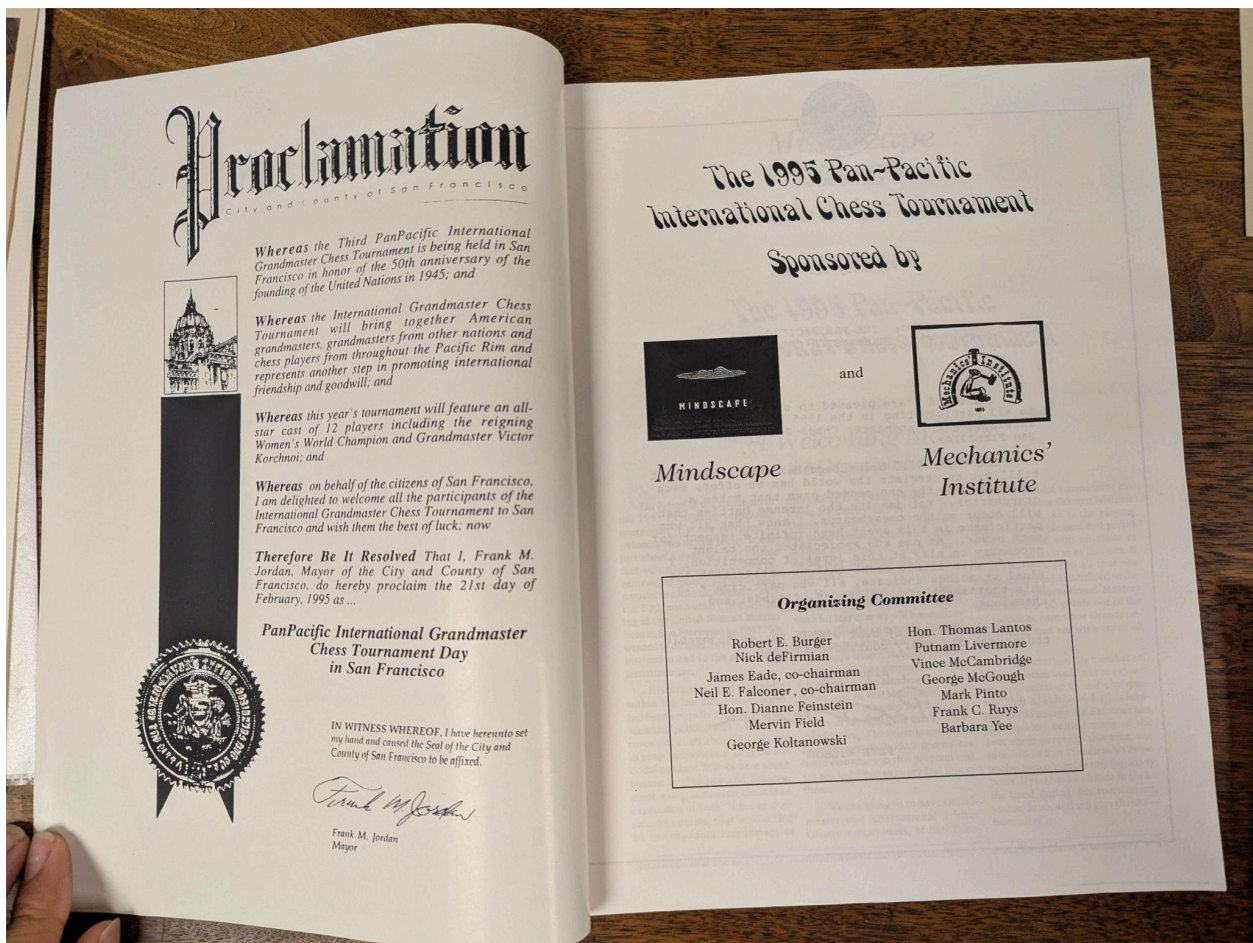 Proclamation
City and County of San Francisco
Whereas the Third PanPacific International
Grandmaster Chess Tournament is being held in San
Francisco in honor of the 50th anniversary of the
founding of the United Nations in 1945; and
Whereas the International Grandmaster Chess
Tournament will bring together American
grandmasters, grandmasters from other nations and
chess players from throughout the Pacific Rim and
represents another step in promoting international
friendship and goodwill; and
Whereas this year's tournament will feature an all-
star cast of 12 players including the reigning
Women's World Champion and Grandmaster Victor
Korchnoi; and
Whereas on behalf of the citizens of San Francisco,
I am delighted to welcome all the participants of the
International Grandmaster Chess Tournament to San
Francisco and wish them the best of luck; now
Therefore Be It Resolved That I, Frank M.
Jordan, Mayor of the City and County of San
Francisco, do hereby proclaim the 21st day of
February, 1995 as ...
PanPacific International Grandmaster
Chess Tournament Day
in San Francisco
IN WITNESS WHEREOF, I have hereunto set
my hand and caused the Seal of the City and
County of San Francisco to be affixed.
Frank M. Jordan
Frank M. Jordan
Mayor
The 1995 Pan-Pacific
International Chess Tournament
Sponsored by
MINDSCAPE
and
Mechanics' Institute
Mindscape
Mechanics'
Institute
Organizing Committee
Robert E. Burger
Nick deFirmian
James Eade, co-chairman
Neil E. Falconer, co-chairman
Hon. Dianne Feinstein
Mervin Field
George Koltanowski
Hon. Thomas Lantos
Putnam Livermore
Vince McCambridge
George McGough
Mark Pinto
Frank C. Ruys
Barbara Yee